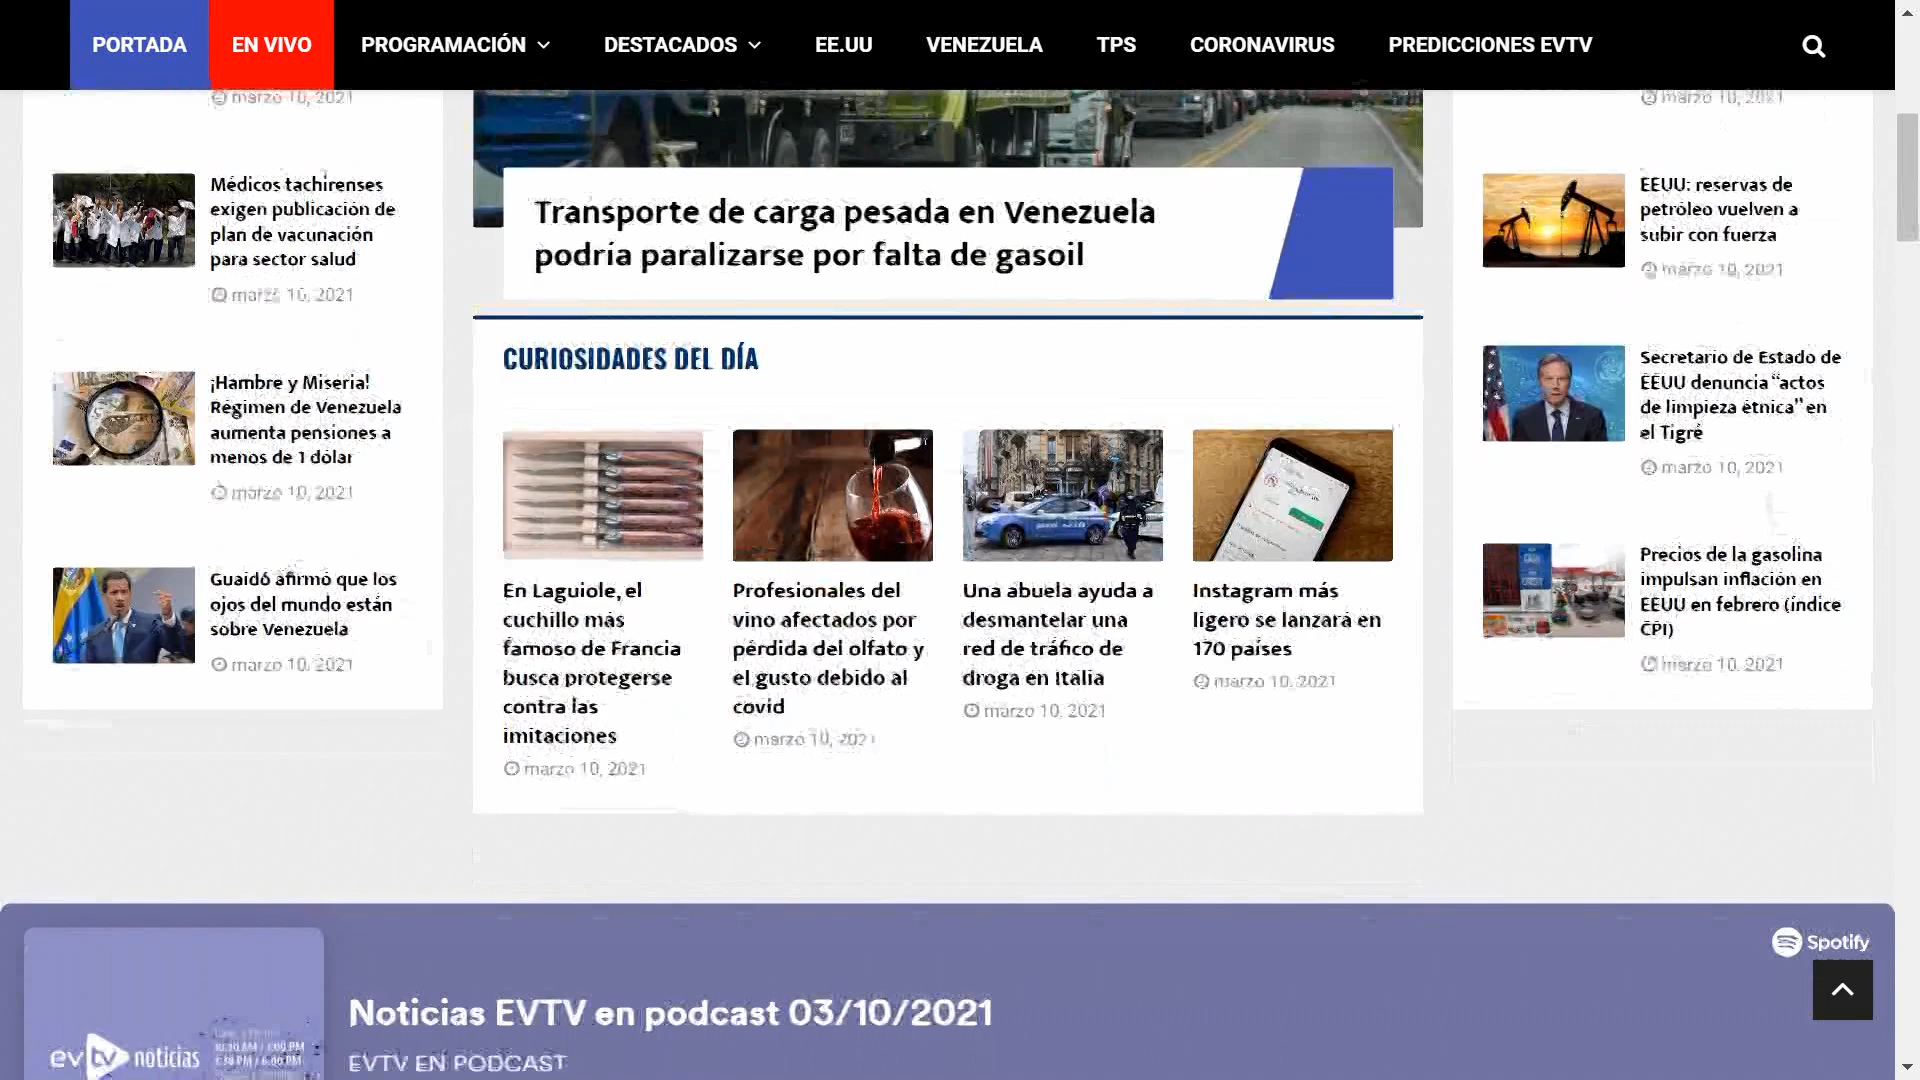 PORTADA EN VIVO PROGRAMACIÓN DESTACADOS EE.UU VENEZUELA TPS CORONAVIRUS PREDICCIONES EVTV
marzo 10, 2021
Médicos tachirenses
exigen publicación de
plan de vacunación
para sector salud
marzo 10, 2021
¡Hambre y Miseria!
Régimen de Venezuela
aumenta pensiones a
menos de 1 dólar
marzo 10, 2021
Guaidó afirmó que los
ojos del mundo están
sobre Venezuela
marzo 10, 2021
Transporte de carga pesada en Venezuela
podría paralizarse por falta de gasoil
CURIOSIDADES DEL DÍA
En Laguiole, el
cuchillo más
famoso de Francia
busca protegerse
contra las
imitaciones
marzo 10, 2021
Profesionales del
vino afectados por
pérdida del olfato y
el gusto debido al
covid
marzo 10, 2021
Una abuela ayuda a
desmantelar una
red de tráfico de
droga en Italia
marzo 10, 2021
Instagram más
ligero se lanzará en
170 países
marzo 10, 2021
marzo 10, 2021
EEUU: reservas de
petróleo vuelven a
subir con fuerza
marzo 10, 2021
Secretario de Estado de
EEUU denuncia “actos
de limpieza étnica” en
el Tigré
marzo 10, 2021
Precios de la gasolina
impulsan inflación en
EEUU en febrero (índice
CPI)
marzo 10, 2021
Spotify
Noticias EVTV en podcast 03/10/2021
EVTV EN PODCAST
evtv noticias